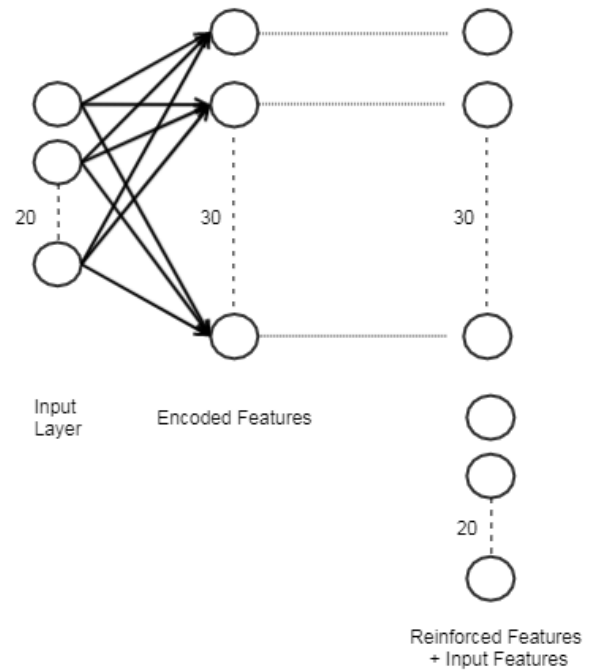 20
30
30
Input
Layer
Encoded Features
20
Reinforced Features
+ Input Features